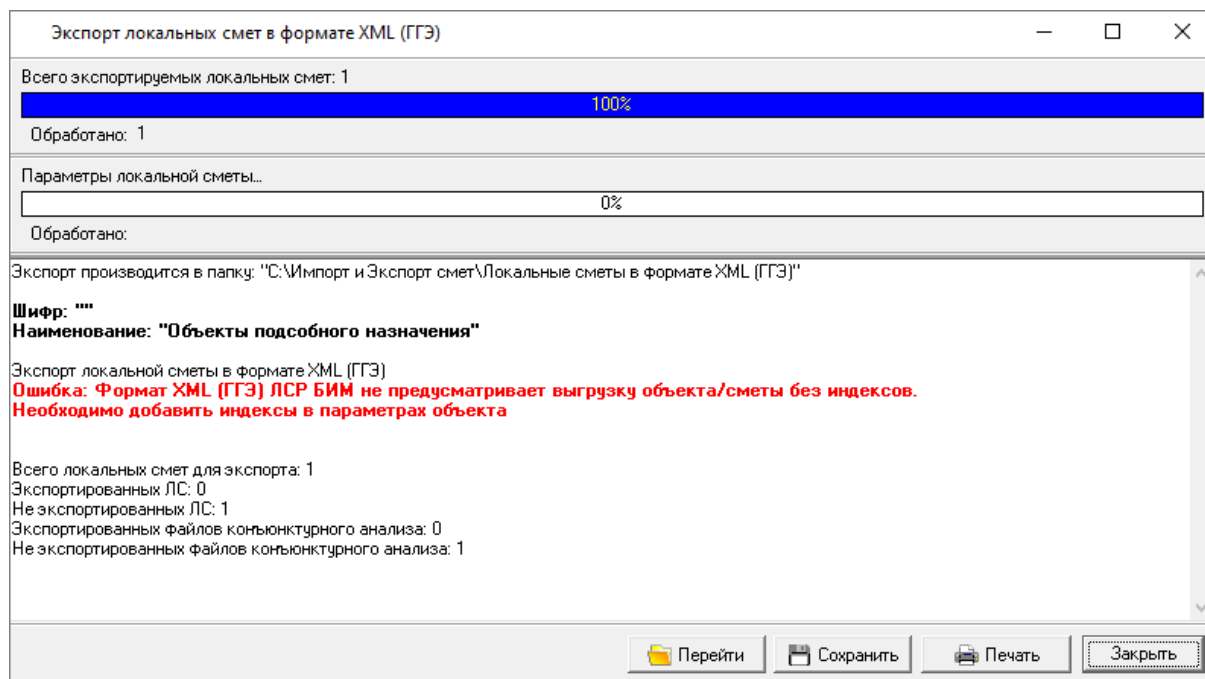 Экспорт локальных смет в формате XML (ГГЭ)
Всего экспортируемых локальных смет: 1
100%
Обработано: 1
Параметры локальной сметы...
0%
Обработано:
Экспорт производится в папку: "C:\Импорт и Экспорт смет\Локальные сметы в формате XML (ГГЭ)"
Шифр: ""
Наименование: "Объекты подсобного назначения"
Экспорт локальной сметы в формате XML (ГГЭ)
Ошибка: Формат XML (ГГЭ) ЛСР БИМ не предусматривает выгрузку объекта/сметы без индексов.
Необходимо добавить индексы в параметрах объекта
Всего локальных смет для экспорта: 1
Экспортированных ЛС: 0
Не экспортированных ЛС: 1
Экспортированных файлов конъюнктурного анализа: 0
Не экспортированных файлов конъюнктурного анализа: 1
Перейти Сохранить Печать Закрыть